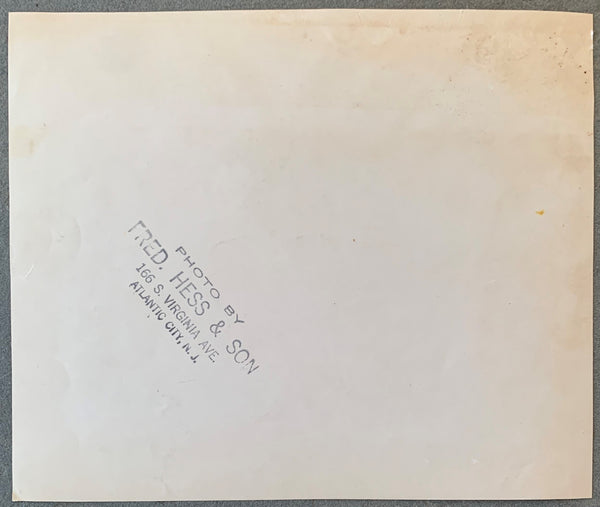 PHOTO BY
FRED. HESS & SON
166 S. VIRGINIA AVE.
ATLANTIC CITY, N. J.